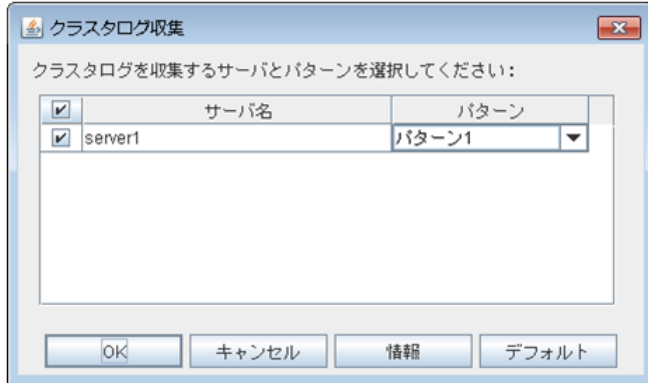 クラスタログ収集
クラスタログを収集するサーバとパターンを選択してください:
サーバ名 パターン
server1 パターン1
OK キャンセル 情報 デフォルト